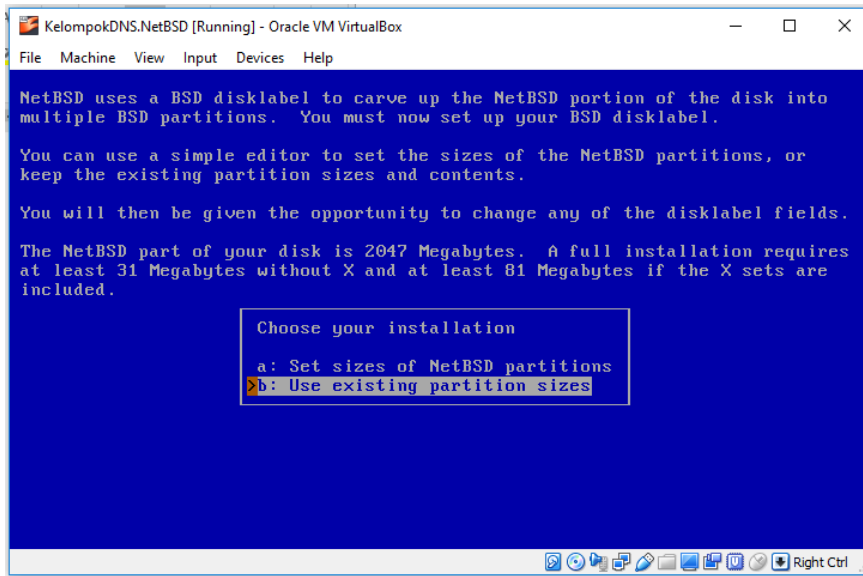 KelompokDNS.NetBSD [Running] - Oracle VM VirtualBox
File Machine View Input Devices Help
NetBSD uses a BSD disklabel to carve up the NetBSD portion of the disk into
multiple BSD partitions. You must now set up your BSD disklabel.
You can use a simple editor to set the sizes of the NetBSD partitions, or
keep the existing partition sizes and contents.
You will then be given the opportunity to change any of the disklabel fields.
The NetBSD part of your disk is 2047 Megabytes. A full installation requires
at least 31 Megabytes without X and at least 81 Megabytes if the X sets are
included.
Choose your installation
a: Set sizes of NetBSD partitions
>b: Use existing partition sizes
Right Ctrl